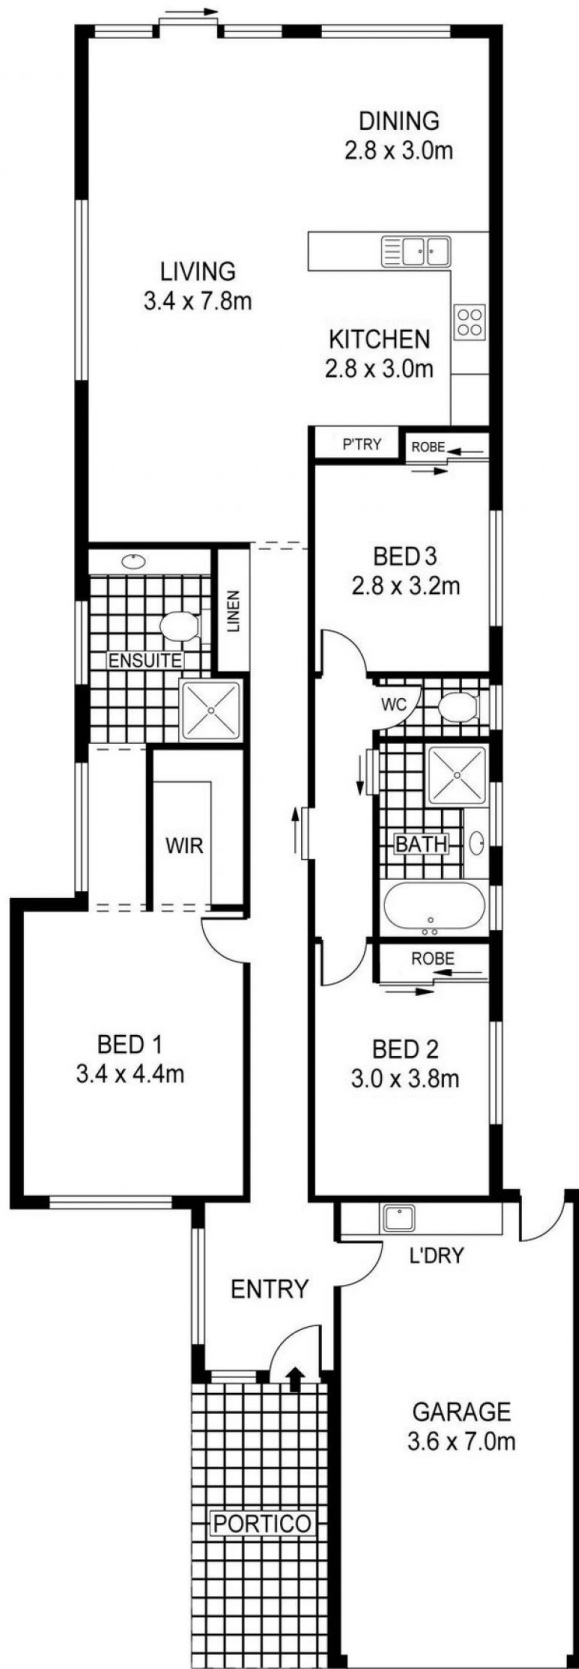 DINING
2.8 x 3.0m
LIVING
3.4 x 7.8m
KITCHEN
2.8 x 3.0m
P'TRY
ROBE
BED 3
2.8 x 3.2m
LINEN
ENSUITE
WC
WIR
BATH
ROBE
BED 1
3.4 x 4.4m
BED 2
3.0 x 3.8m
L'DRY
ENTRY
GARAGE
3.6 x 7.0m
PORTICO